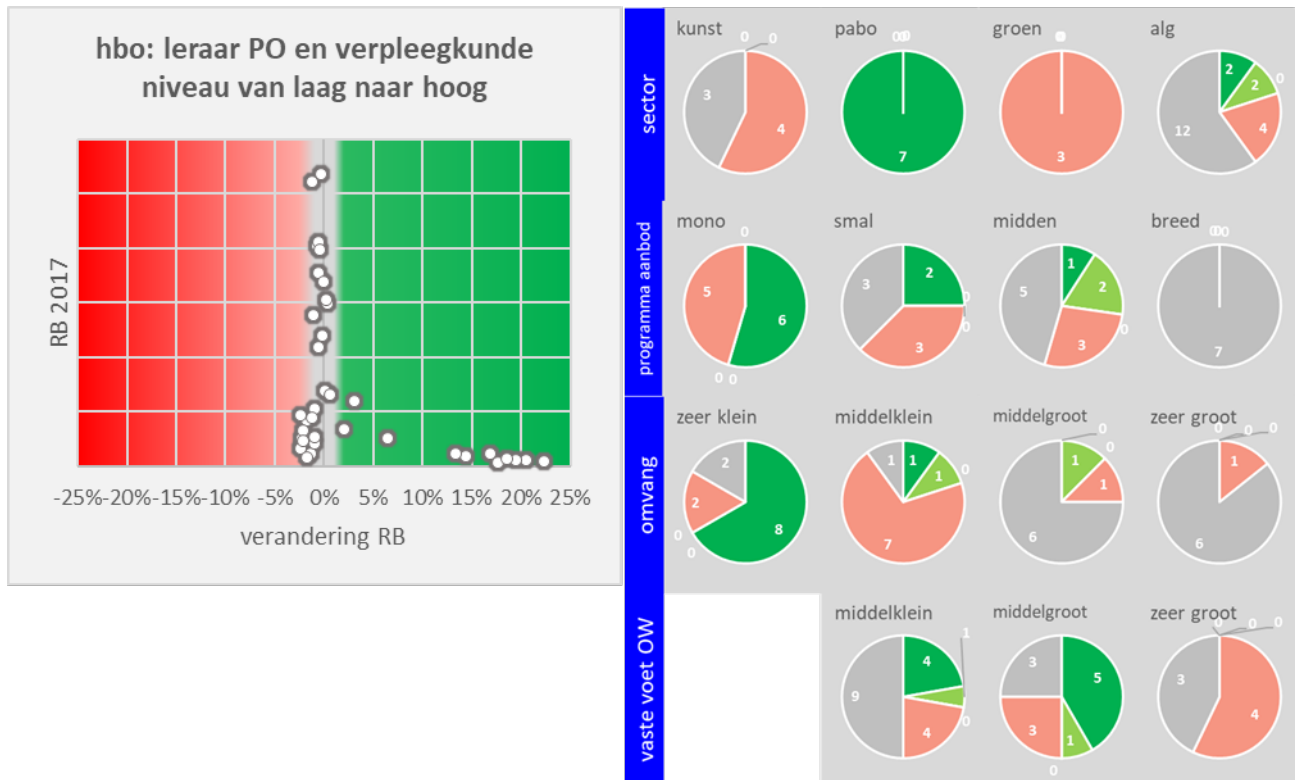 hbo: leraar PO en verpleegkunde
niveau van laag naar hoog
RB 2017
-25% -20% -15% -10% -5% 0% 5% 10% 15% 20% 25%
verandering RB
sector
kunst pabo groen alg
0 0 0 0 0 0 0
3 4
7
3
2 2 4 12
programma aanbod
mono smal midden breed
0 5 6 0 0
2 3 3 0 0
1 2 5 3 0
0 0 7
omvang
zeer klein middelklein middelgroot zeer groot
2 2 8 0 0
1 1 1 7 0
0 0 1 1 6
0 0 0 1 6
vaste voet OW
middelklein middelgroot zeer groot
4 1 9 4 0
3 5 3 1 0
0 0 0 3 4